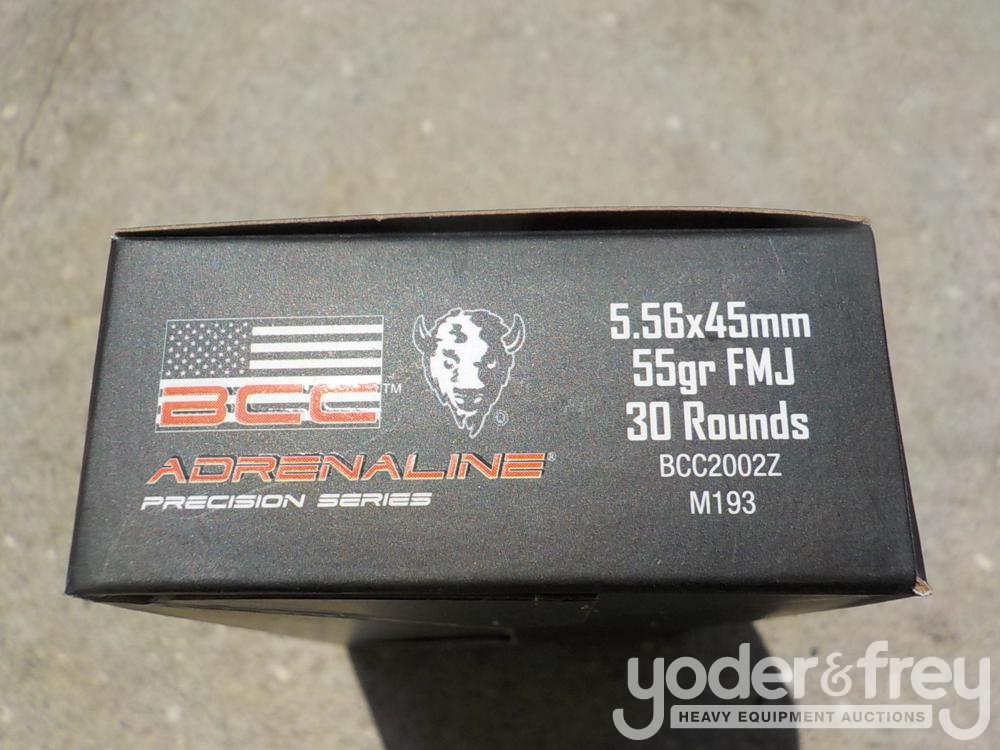 BCC™
ADRENALINE®
PRECISION SERIES
®
5.56x45mm
55gr FMJ
30 Rounds
BCC2002Z
M193
yoder&frey
HEAVY EQUIPMENT AUCTIONS